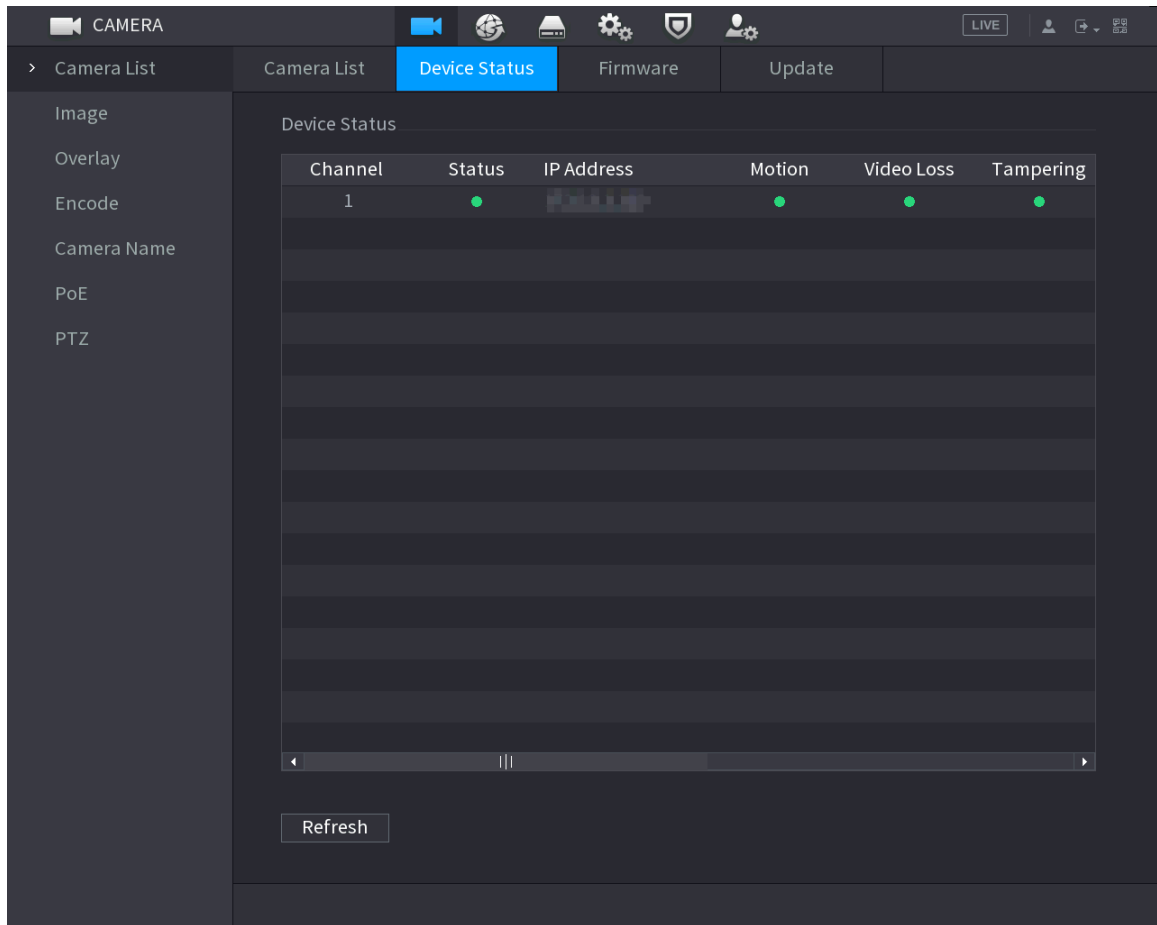 CAMERA
LIVE
Camera List
Image
Overlay
Encode
Camera Name
PoE
PTZ
Camera List Device Status Firmware Update
Device Status
Channel Status IP Address Motion Video Loss Tampering
1
Refresh